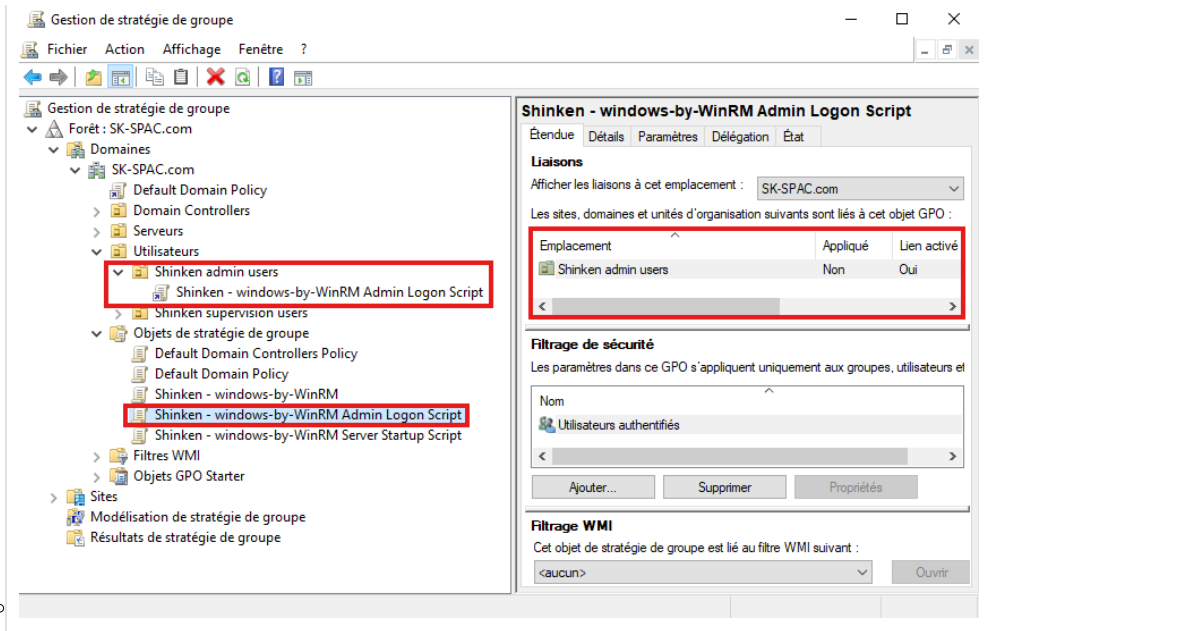 Gestion de stratégie de groupe
Fichier Action Affichage Fenêtre ?
Gestion de stratégie de groupe
Forêt : SK-SPAC.com
Domaines
SK-SPAC.com
Default Domain Policy
Domain Controllers
Serveurs
Utilisateurs
Shinken admin users
Shinken - windows-by-WinRM Admin Logon Script
Shinken supervision users
Objets de stratégie de groupe
Default Domain Controllers Policy
Default Domain Policy
Shinken - windows-by-WinRM
Shinken - windows-by-WinRM Admin Logon Script
Shinken - windows-by-WinRM Server Startup Script
Filtres WMI
Objets GPO Starter
Sites
Modélisation de stratégie de groupe
Résultats de stratégie de groupe
Shinken - windows-by-WinRM Admin Logon Script
Étendue Détails Paramètres Délégation État
Liaisons
Afficher les liaisons à cet emplacement : SK-SPAC.com
Les sites, domaines et unités d'organisation suivants sont liés à cet objet GPO :
Emplacement Appliqué Lien activé
Shinken admin users Non Oui
Filtrage de sécurité
Les paramètres dans ce GPO s'appliquent uniquement aux groupes, utilisateurs et
Nom
Utilisateurs authentifiés
Ajouter... Supprimer Propriétés
Filtrage WMI
Cet objet de stratégie de groupe est lié au filtre WMI suivant :
<aucun> Ouvrir